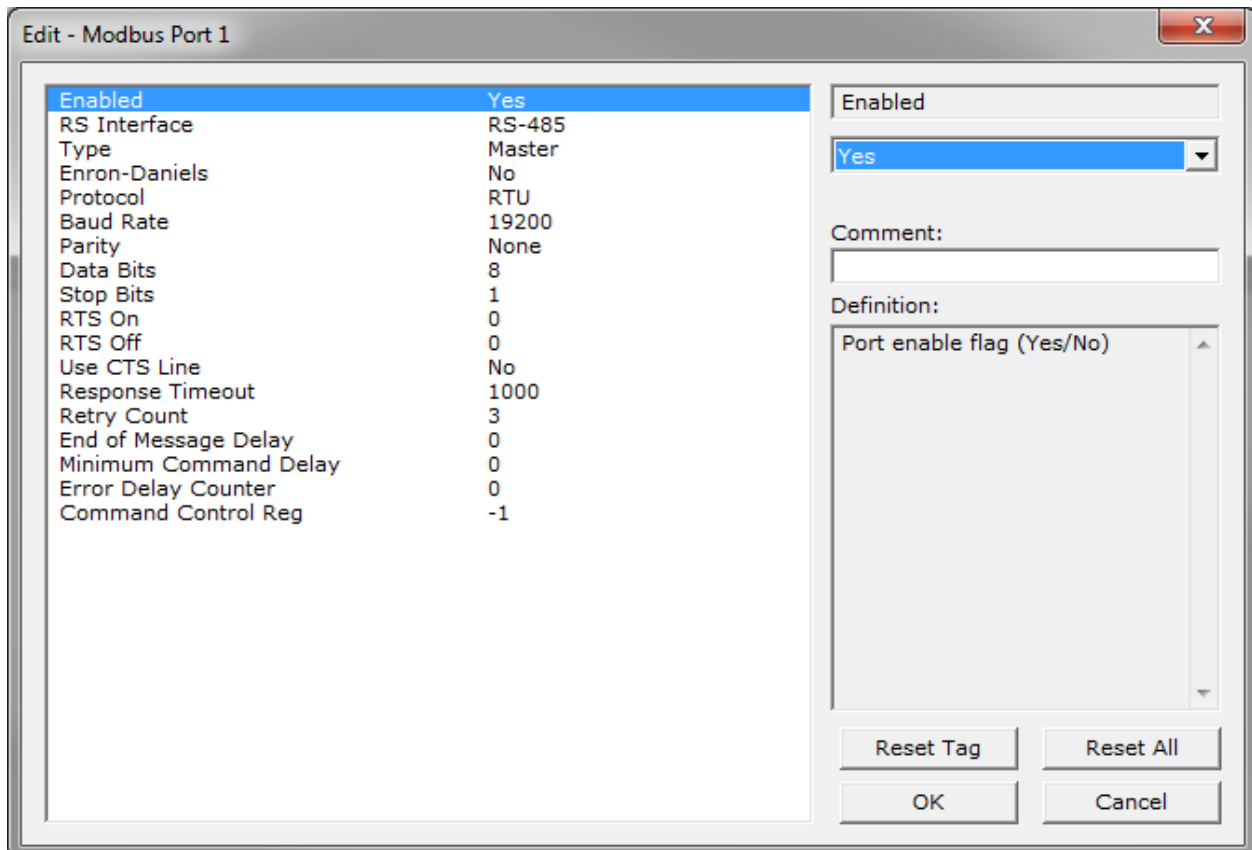 Edit - Modbus Port 1
Enabled Yes
RS Interface RS-485
Type Master
Enron-Daniels No
Protocol RTU
Baud Rate 19200
Parity None
Data Bits 8
Stop Bits 1
RTS On 0
RTS Off 0
Use CTS Line No
Response Timeout 1000
Retry Count 3
End of Message Delay 0
Minimum Command Delay 0
Error Delay Counter 0
Command Control Reg -1
Enabled
Yes
Comment:
Definition:
Port enable flag (Yes/No)
Reset Tag Reset All
OK Cancel